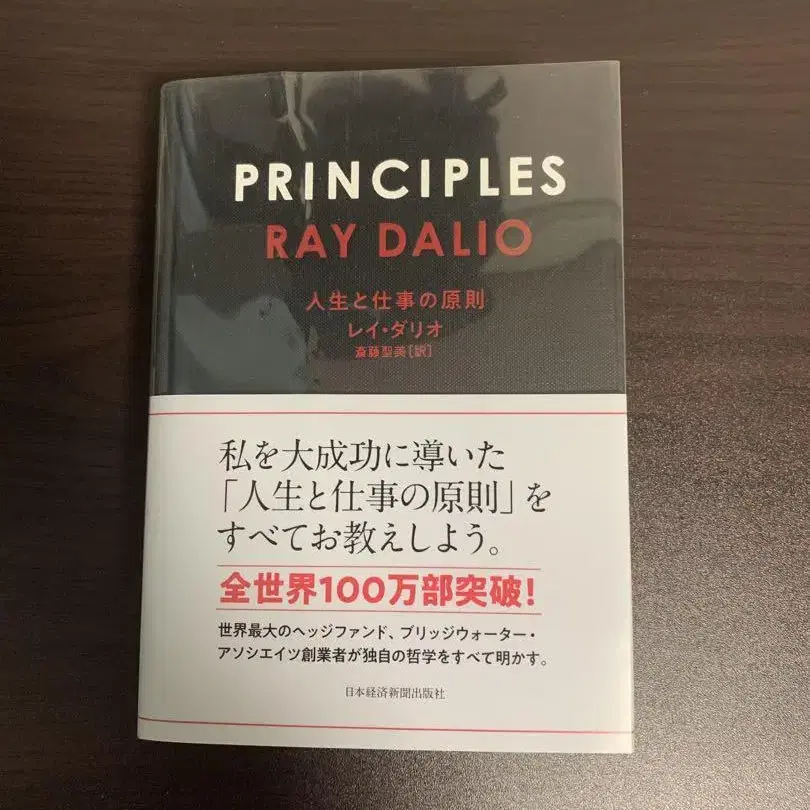 PRINCIPLES
RAY DALIO
人生と仕事の原則
レイ・ダリオ
斎藤聖美[訳]
私を大成功に導いた
「人生と仕事の原則」を
すべてお教えしよう。
全世界100万部突破!
世界最大のヘッジファンド、ブリッジウォーター・
アソシエイツ創業者が独自の哲学をすべて明かす。
日本経済新聞出版社